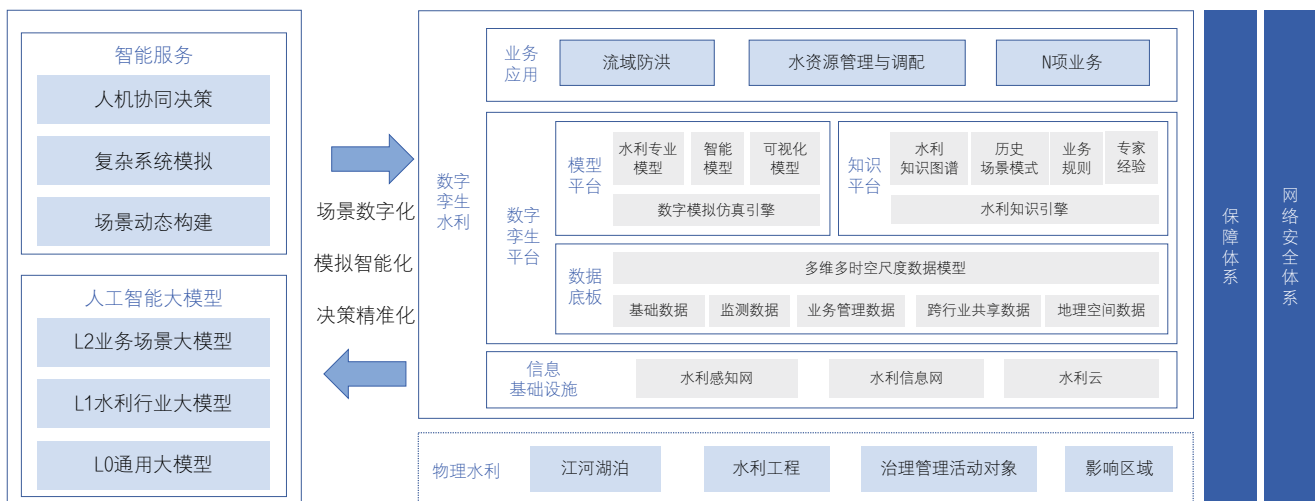 智能服务
人机协同决策
复杂系统模拟
场景动态构建
人工智能大模型
L2业务场景大模型
L1水利行业大模型
L0通用大模型
场景数字化
模拟智能化
决策精准化
数字
孪生
水利
业务
应用
流域防洪
水资源管理与调配
N项业务
数字
孪生
平台
模型
平台
水利专业
模型
智能
模型
可视化
模型
数字模拟仿真引擎
知识
平台
水利
知识图谱
历史
场景模式
业务
规则
专家
经验
水利知识引擎
数据
底板
多维多时空尺度数据模型
基础数据
监测数据
业务管理数据
跨行业共享数据
地理空间数据
信息
基础设施
水利感知网
水利信息网
水利云
物理水利
江河湖泊
水利工程
治理管理活动对象
影响区域
保障体系
网络安全体系